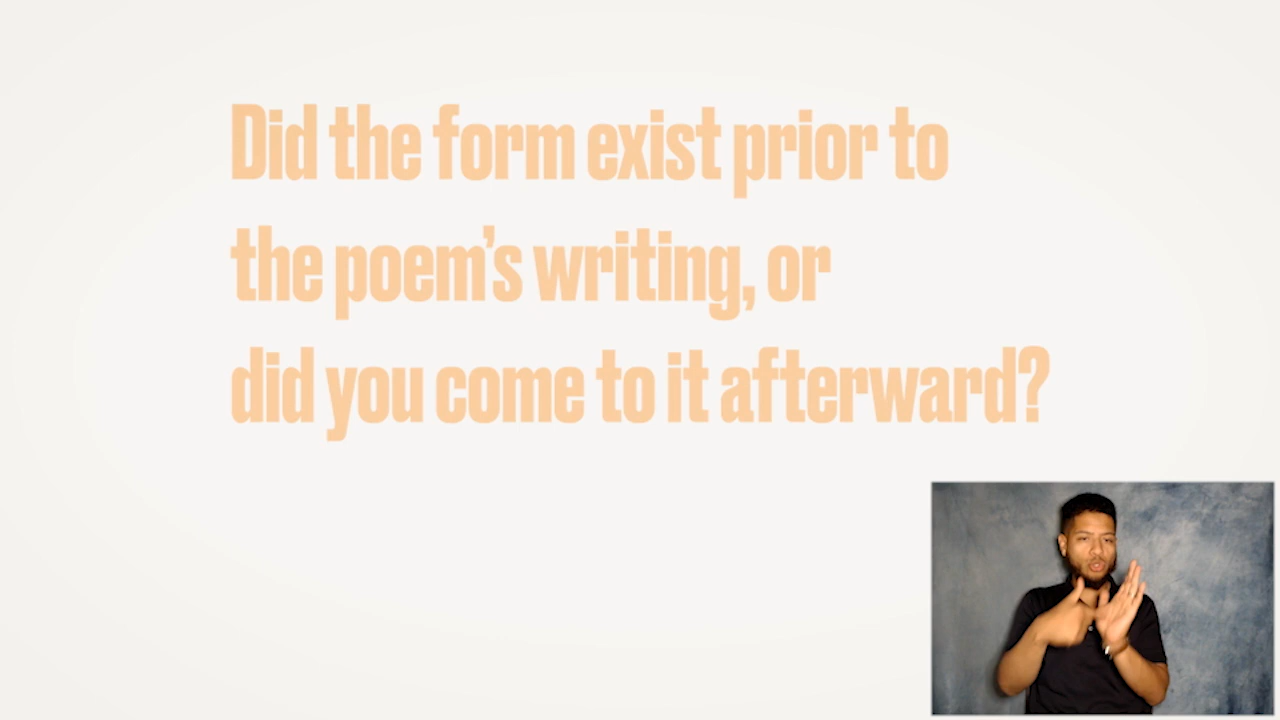 Did the form exist prior to
the poem’s writing, or
did you come to it afterward?